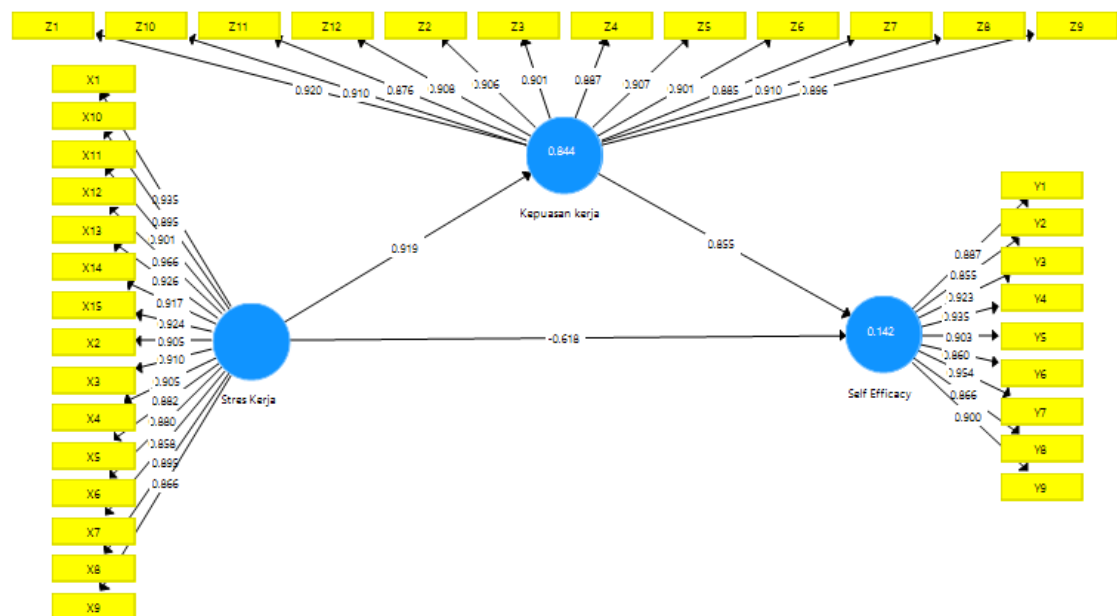 Z1 Z10 Z11 Z12 Z2 Z3 Z4 Z5 Z6 Z7 Z8 Z9
0.920 0.910 0.876 0.908 0.906 0.901 0.887 0.907 0.901 0.885 0.910 0.896
X1
X10
X11
X12
X13
X14
X15
X2
X3
X4
X5
X6
X7
X8
X9
0.935
0.895
0.901
0.966
0.926
0.917
0.924
0.905
0.910
0.905
0.882
0.880
0.858
0.895
0.866
Stres Kerja
0.919
0.844
Kepuasan kerja
0.855
-0.618
0.142
Self Efficacy
0.887
0.855
0.923
0.935
0.903
0.860
0.954
0.866
0.900
Y1
Y2
Y3
Y4
Y5
Y6
Y7
Y8
Y9